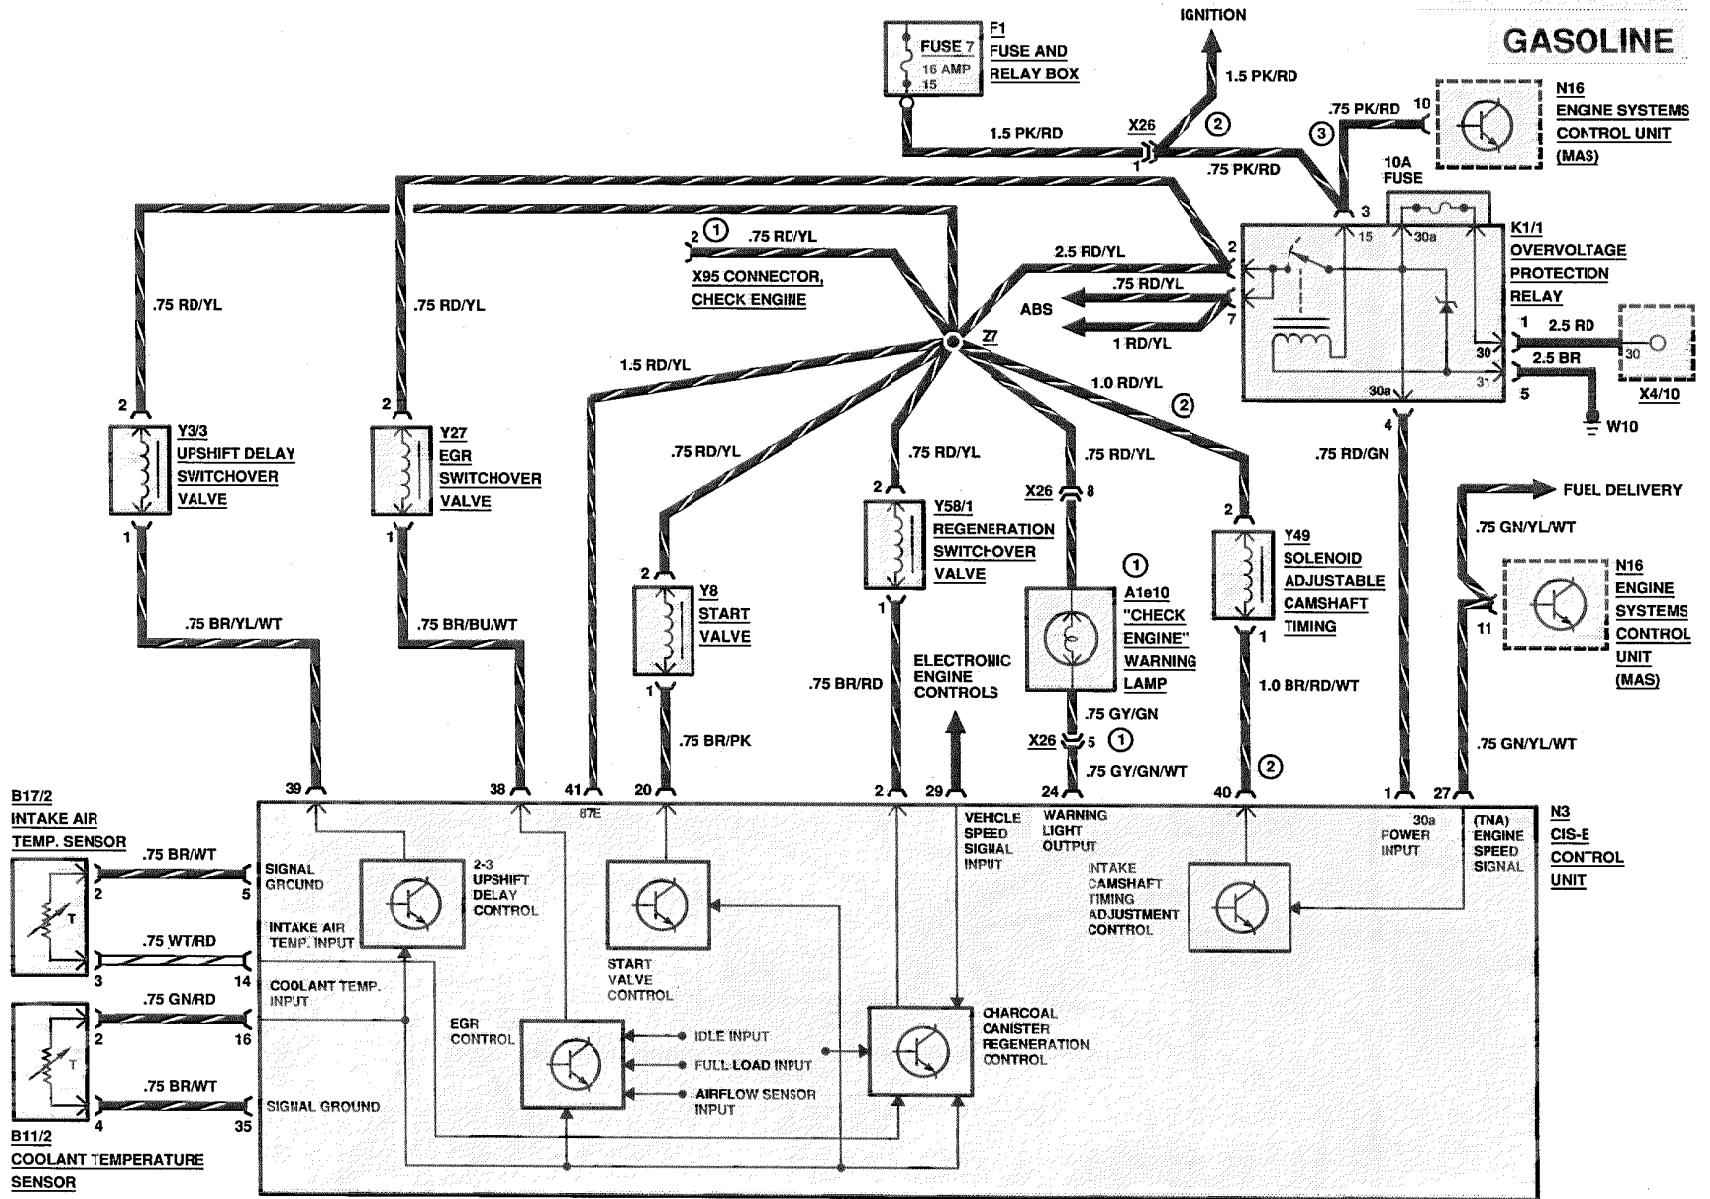 IGNITION
GASOLINE
F1
FUSE AND
RELAY BOX
FUSE 7
16 AMP
15
1.5 PK/RD
1.5 PK/RD
X26
1
2
.75 PK/RD
3
.75 PK/RD
10
N16
ENGINE SYSTEMS
CONTROL UNIT
(MAS)
10A
FUSE
3
15
30a
K1/1
OVERVOLTAGE
PROTECTION
RELAY
2
1
.75 RD/YL
X95 CONNECTOR,
CHECK ENGINE
2.5 RD/YL
2
.75 RD/YL
ABS
7
1 RD/YL
.75 RD/YL
.75 RD/YL
Z7
1
2.5 RD
30
30
2.5 BR
31
5
X4/10
W10
30a
4
1.5 RD/YL
1.0 RD/YL
2
2
Y3/3
UPSHIFT DELAY
SWITCHOVER
VALVE
1
2
Y27
EGR
SWITCHOVER
VALVE
1
.75 RD/YL
.75 RD/YL
.75 RD/YL
.75 RD/GN
2
Y58/1
REGENERATION
SWITCHOVER
VALVE
1
X26
8
2
Y49
SOLENOID
ADJUSTABLE
CAMSHAFT
TIMING
1
FUEL DELIVERY
.75 GN/YL/WT
N16
ENGINE
SYSTEMS
CONTROL
UNIT
(MAS)
11
2
Y8
START
VALVE
1
1
A1e10
"CHECK
ENGINE"
WARNING
LAMP
.75 BR/YL/WT
.75 BR/BU/WT
.75 BR/RD
ELECTRONIC
ENGINE
CONTROLS
1.0 BR/RD/WT
.75 BR/PK
.75 GY/GN
X26
5
1
.75 GY/GN/WT
2
.75 GN/YL/WT
39
38
41
20
2
29
24
40
1
27
B17/2
INTAKE AIR
TEMP. SENSOR
T
.75 BR/WT
2
5
SIGNAL
GROUND
.75 WT/RD
3
14
INTAKE AIR
TEMP. INPUT
87E
2-3
UPSHIFT
DELAY
CONTROL
START
VALVE
CONTROL
VEHICLE
SPEED
SIGNAL
INPUT
WARNING
LIGHT
OUTPUT
INTAKE
CAMSHAFT
TIMING
ADJUSTMENT
CONTROL
30a
POWER
INPUT
(TNA)
ENGINE
SPEED
SIGNAL
N3
CIS-E
CONTROL
UNIT
COOLANT TEMP.
INPUT
.75 GN/RD
2
16
T
.75 BR/WT
4
35
SIGNAL GROUND
B11/2
COOLANT TEMPERATURE
SENSOR
EGR
CONTROL
IDLE INPUT
FULL LOAD INPUT
AIRFLOW SENSOR
INPUT
CHARCOAL
CANISTER
REGENERATION
CONTROL